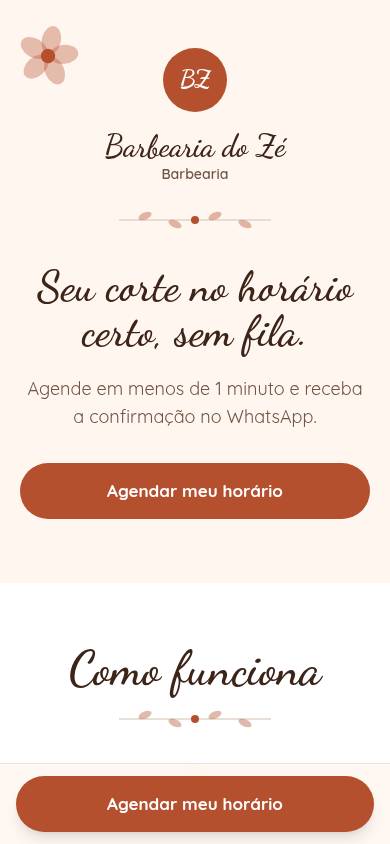 BZ
Barbearia do Zé
Barbearia
Seu corte no horário
certo, sem fila.
Agende em menos de 1 minuto e receba
a confirmação no WhatsApp.
Agendar meu horário
Como funciona
Agendar meu horário